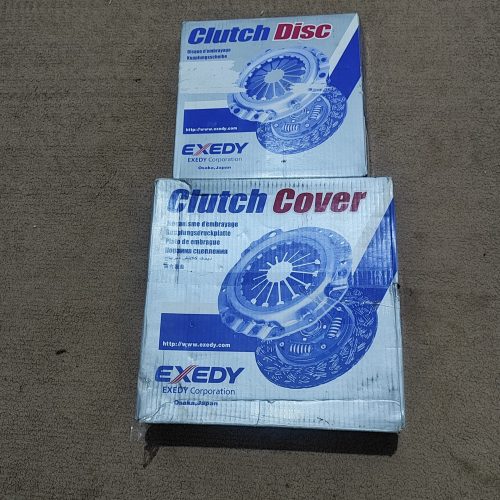 Clutch Disc
Disque d'embrayage
Kupplungsscheibe
http://www.exedy.com
EXEDY
EXEDY Corporation
Osaka, Japan
Clutch Cover
Mécanisme d'embrayage
Kupplungsdruckplatte
Plato de embrague
Корзина сцепления
http://www.exedy.com
EXEDY
EXEDY Corporation
Osaka, Japan